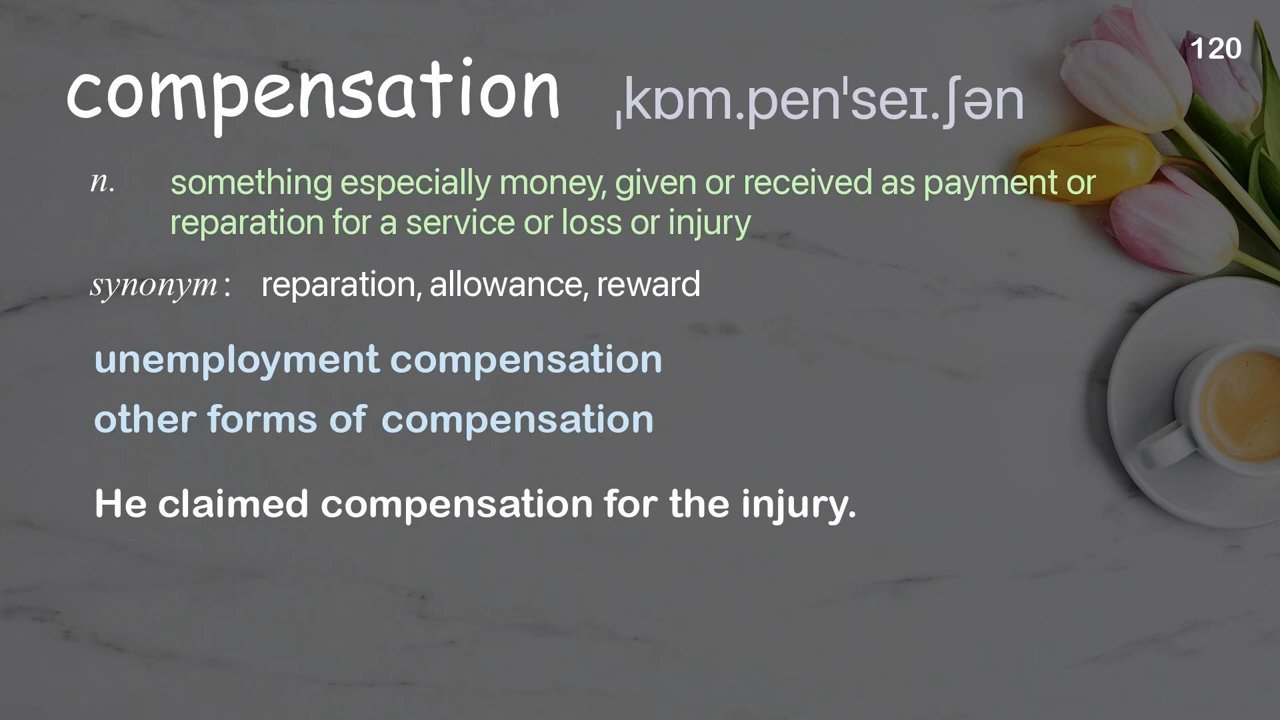 120
compensation ˌkɒm.penˈseɪ.ʃən
n. something especially money, given or received as payment or
reparation for a service or loss or injury
synonym: reparation, allowance, reward
unemployment compensation
other forms of compensation
He claimed compensation for the injury.